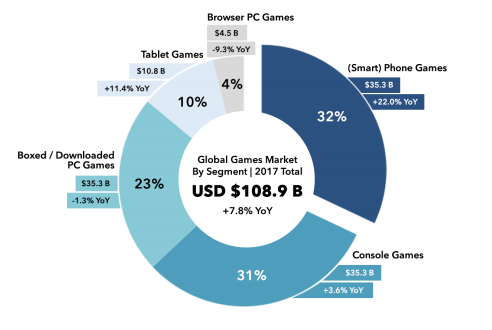 Browser PC Games
$4.5 B
-9.3% YoY
Tablet Games
$10.8 B
+11.4% YoY
(Smart) Phone Games
$35.3 B
+22.0% YoY
4%
10%
32%
Boxed / Downloaded
PC Games
$35.3 B
-1.3% YoY
23%
Global Games Market
By Segment | 2017 Total
USD $108.9 B
+7.8% YoY
Console Games
$35.3 B
+3.6% YoY
31%